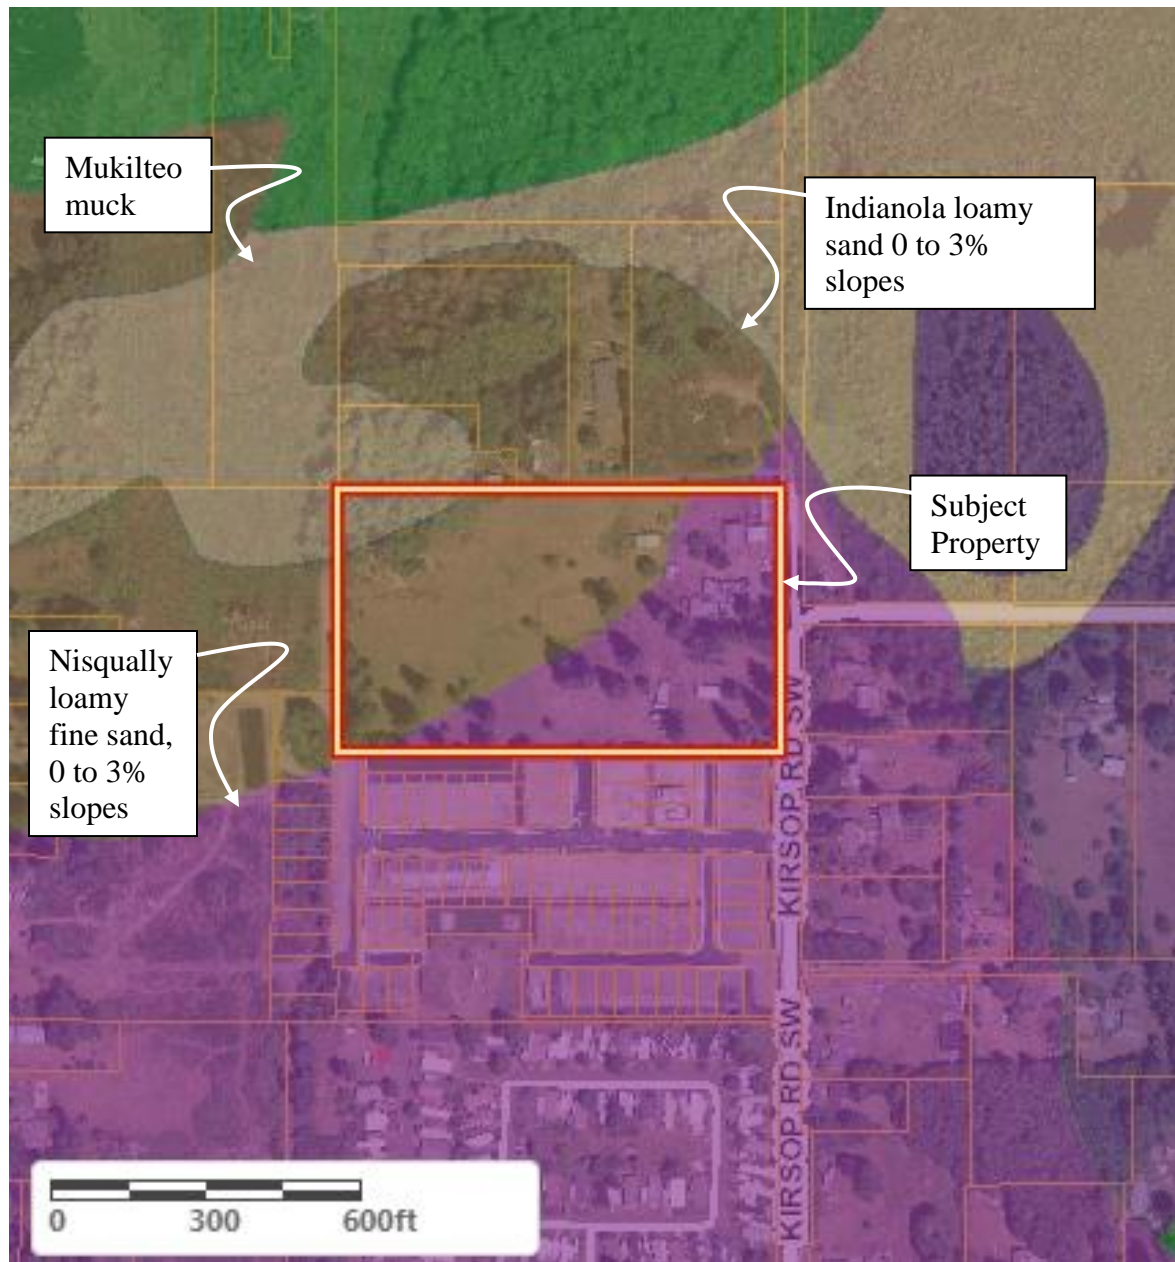 Mukilteo
muck
Indianola loamy
sand 0 to 3%
slopes
Subject
Property
Nisqually
loamy
fine sand,
0 to 3%
slopes
KIRSOP RD SW
KIRSOP RD SW
0 300 600ft